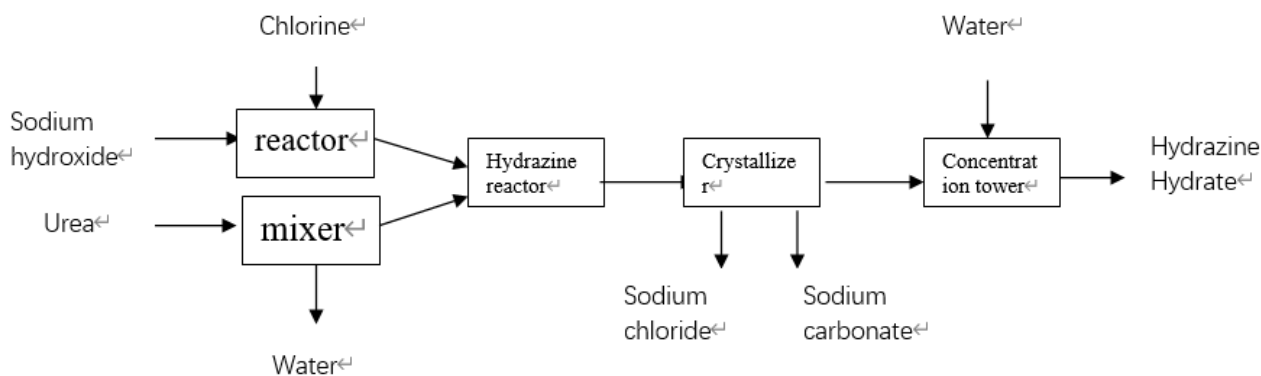 Chlorine↵
Water↵
Sodium
hydroxide↵
reactor↵
Hydrazine
reactor↵
Crystallize
r↵
Concentrat
ion tower↵
Hydrazine
Hydrate↵
Urea↵
mixer↵
Sodium
chloride↵
Sodium
carbonate↵
Water↵